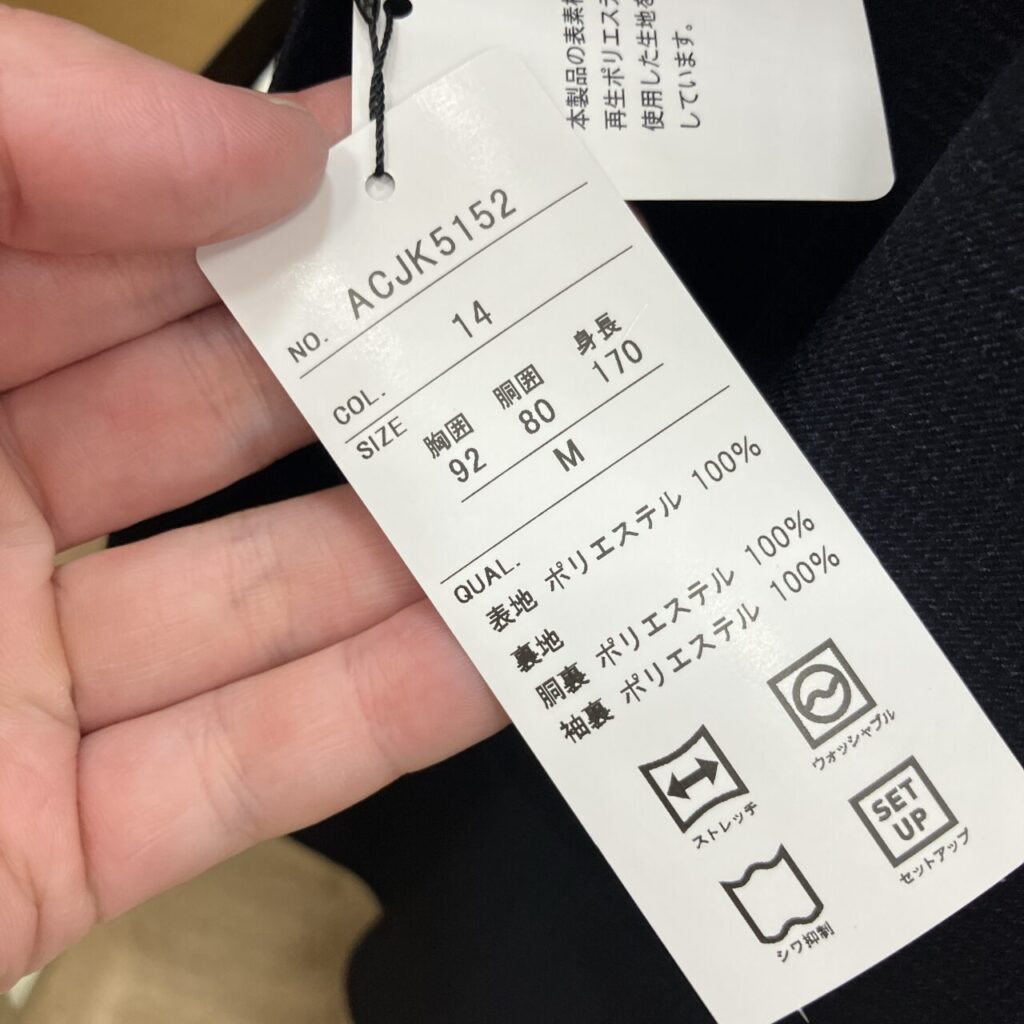 本製品の表素材
再生ポリエステ
使用した生地を
しています。
NO. ACJK5152
COL. 14
SIZE 胸囲 胴囲 身長
92 80 170
M
QUAL.
表地 ポリエステル 100%
裏地
胴裏 ポリエステル 100%
袖裏 ポリエステル 100%
ストレッチ
ウォッシャブル
シワ抑制
SET
UP
セットアップ